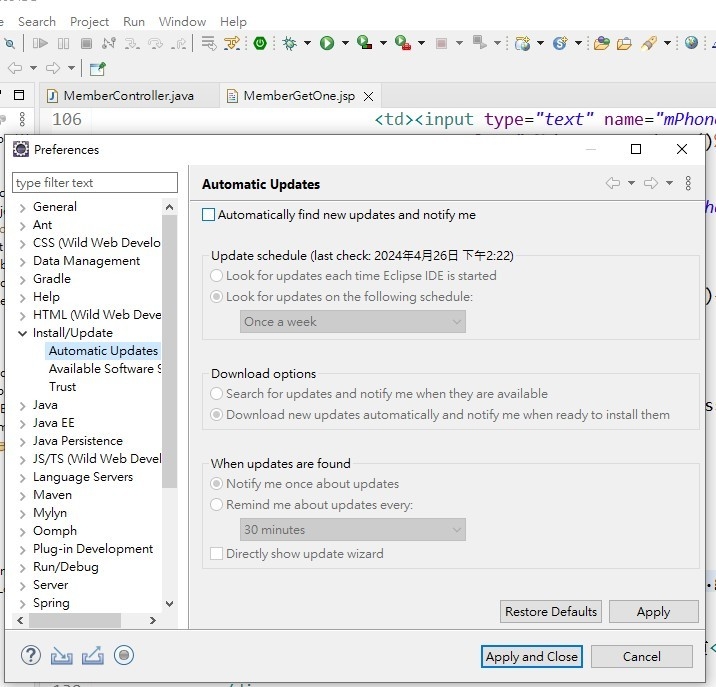 Search Project Run Window Help
MemberController.java MemberGetOne.jsp
106 <td><input type="text" name="mPhon
Preferences
type filter text
Automatic Updates
General
Ant
CSS (Wild Web Develo
Data Management
Gradle
Help
HTML (Wild Web Deve
Install/Update
Automatic Updates
Available Software S
Trust
Java
Java EE
Java Persistence
JS/TS (Wild Web Devel
Language Servers
Maven
Mylyn
Oomph
Plug-in Development
Run/Debug
Server
Spring
Automatically find new updates and notify me
Update schedule (last check: 2024年4月26日 下午2:22)
Look for updates each time Eclipse IDE is started
Look for updates on the following schedule:
Once a week
Download options
Search for updates and notify me when they are available
Download new updates automatically and notify me when ready to install them
When updates are found
Notify me once about updates
Remind me about updates every:
30 minutes
Directly show update wizard
Restore Defaults Apply
Apply and Close Cancel